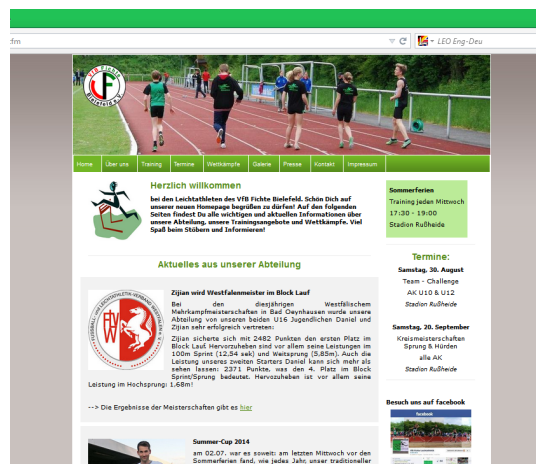 :fm
LEO Eng-Deu
VfB Fichte
Bielefeld e.V.
Home Über uns Training Termine Wettkämpfe Galerie Presse Kontakt Impressum
Herzlich willkommen
bei den Leichtathleten des VfB Fichte Bielefeld. Schön Dich auf
unserer neuen Homepage begrüßen zu dürfen! Auf den folgenden
Seiten findest Du alle wichtigen und aktuellen Informationen über
unsere Abteilung, unsere Trainingsangebote und Wettkämpfe. Viel
Spaß beim Stöbern und Informieren!
Sommerferien
Training jeden Mittwoch
17:30 - 19:00
Stadion Rußheide
Aktuelles aus unserer Abteilung
Zijian wird Westfalenmeister im Block Lauf
Bei den diesjährigen Westfälischem
Mehrkampfmeisterschaften in Bad Oeynhausen wurde unsere
Abteilung von unseren beiden U16 Jugendlichen Daniel und
Zijian sehr erfolgreich vertreten:
Zijian sicherte sich mit 2482 Punkten den ersten Platz im
Block Lauf. Hervorzuheben sind vor allem seine Leistungen im
100m Sprint (12,54 sek) und Weitsprung (5,85m). Auch die
Leistung unseres zweiten Starters Daniel kann sich mehr als
sehen lassen: 2371 Punkte, was den 4. Platz im Block
Sprint/Sprung bedeutet. Hervorzuheben ist vor allem seine
Leistung im Hochsprung: 1,68m!
--> Die Ergebnisse der Meisterschaften gibt es hier
Summer-Cup 2014
am 02.07. war es soweit: am letzten Mittwoch vor den
Sommerferien fand, wie jedes Jahr, unser traditioneller
Termine:
Samstag, 30. August
Team - Challenge
AK U10 & U12
Stadion Rußheide
Samstag, 20. September
Kreismeisterschaften
Sprung & Hürden
alle AK
Stadion Rußheide
Besuch uns auf facebook
facebook